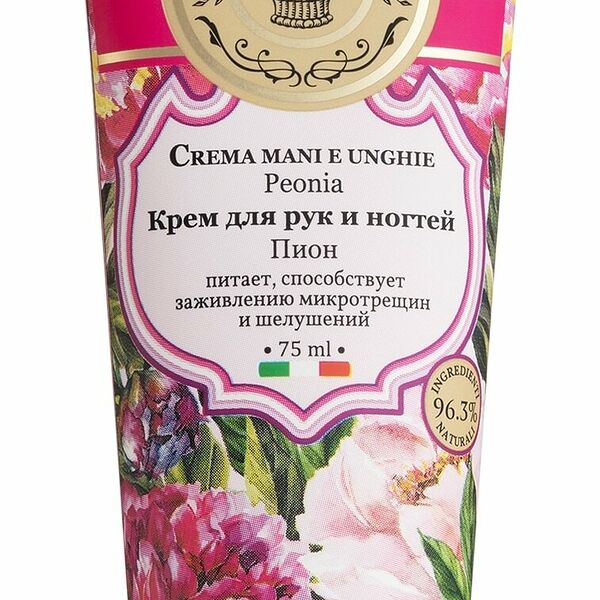 CREMA MANI E UNGHIE
Peonia
Крем для рук и ногтей
Пион
питает, способствует
заживлению микротрещин
и шелушений
• 75 ml •
INGREDIENTI
96.3%
NATURALI